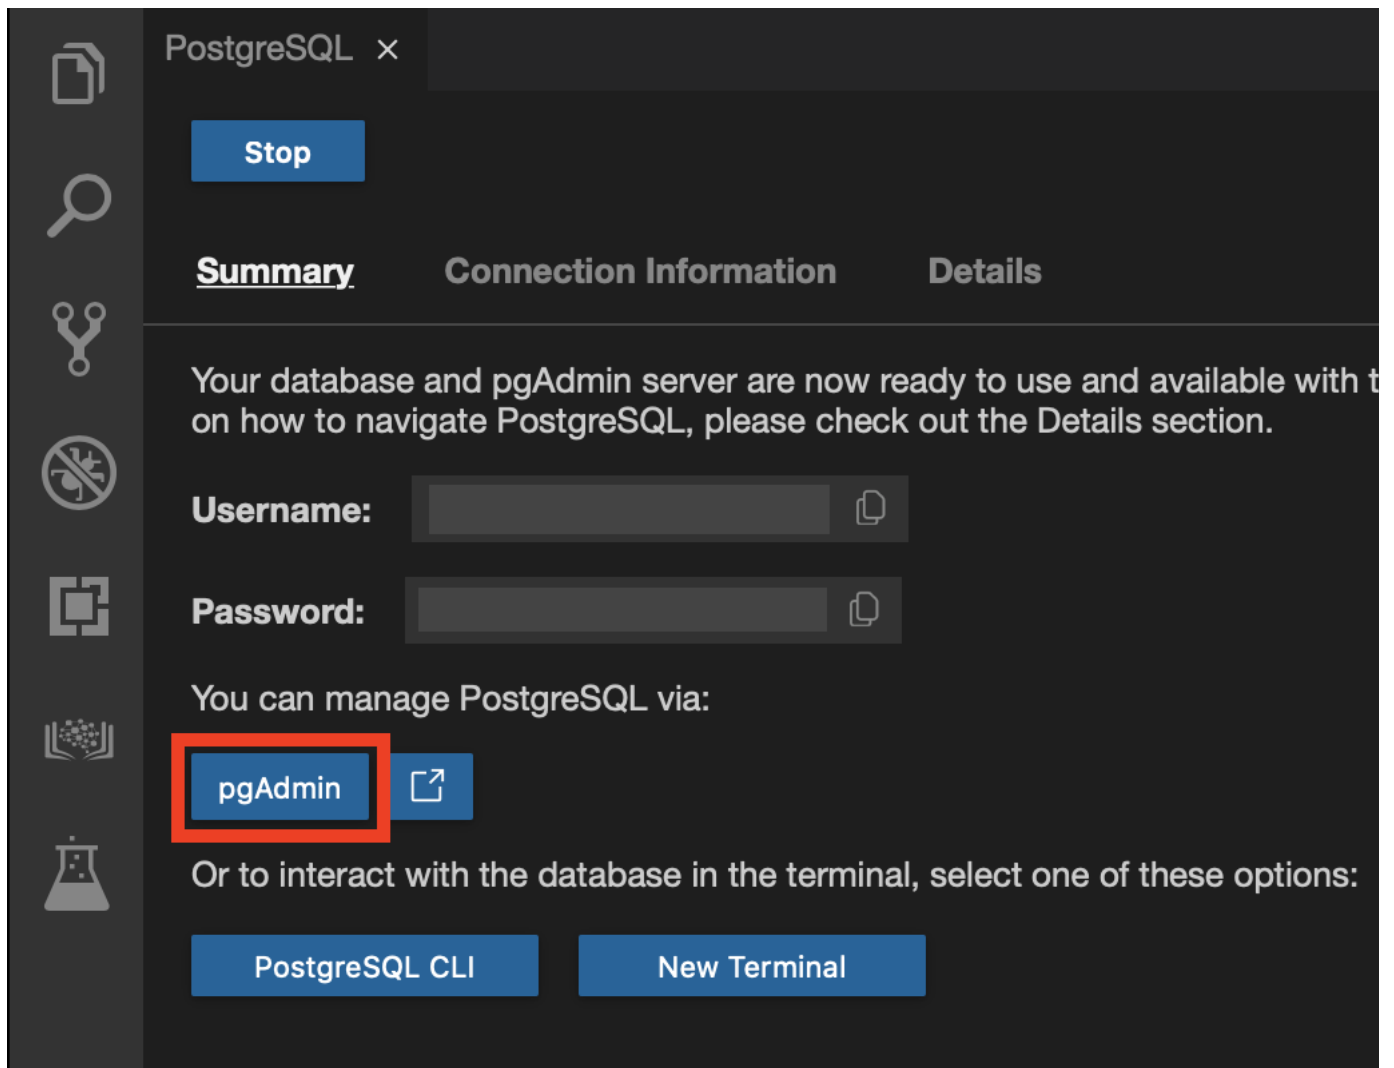 PostgreSQL
Stop
Summary Connection Information Details
Your database and pgAdmin server are now ready to use and available with t
on how to navigate PostgreSQL, please check out the Details section.
Username:
Password:
You can manage PostgreSQL via:
pgAdmin
Or to interact with the database in the terminal, select one of these options:
PostgreSQL CLI New Terminal